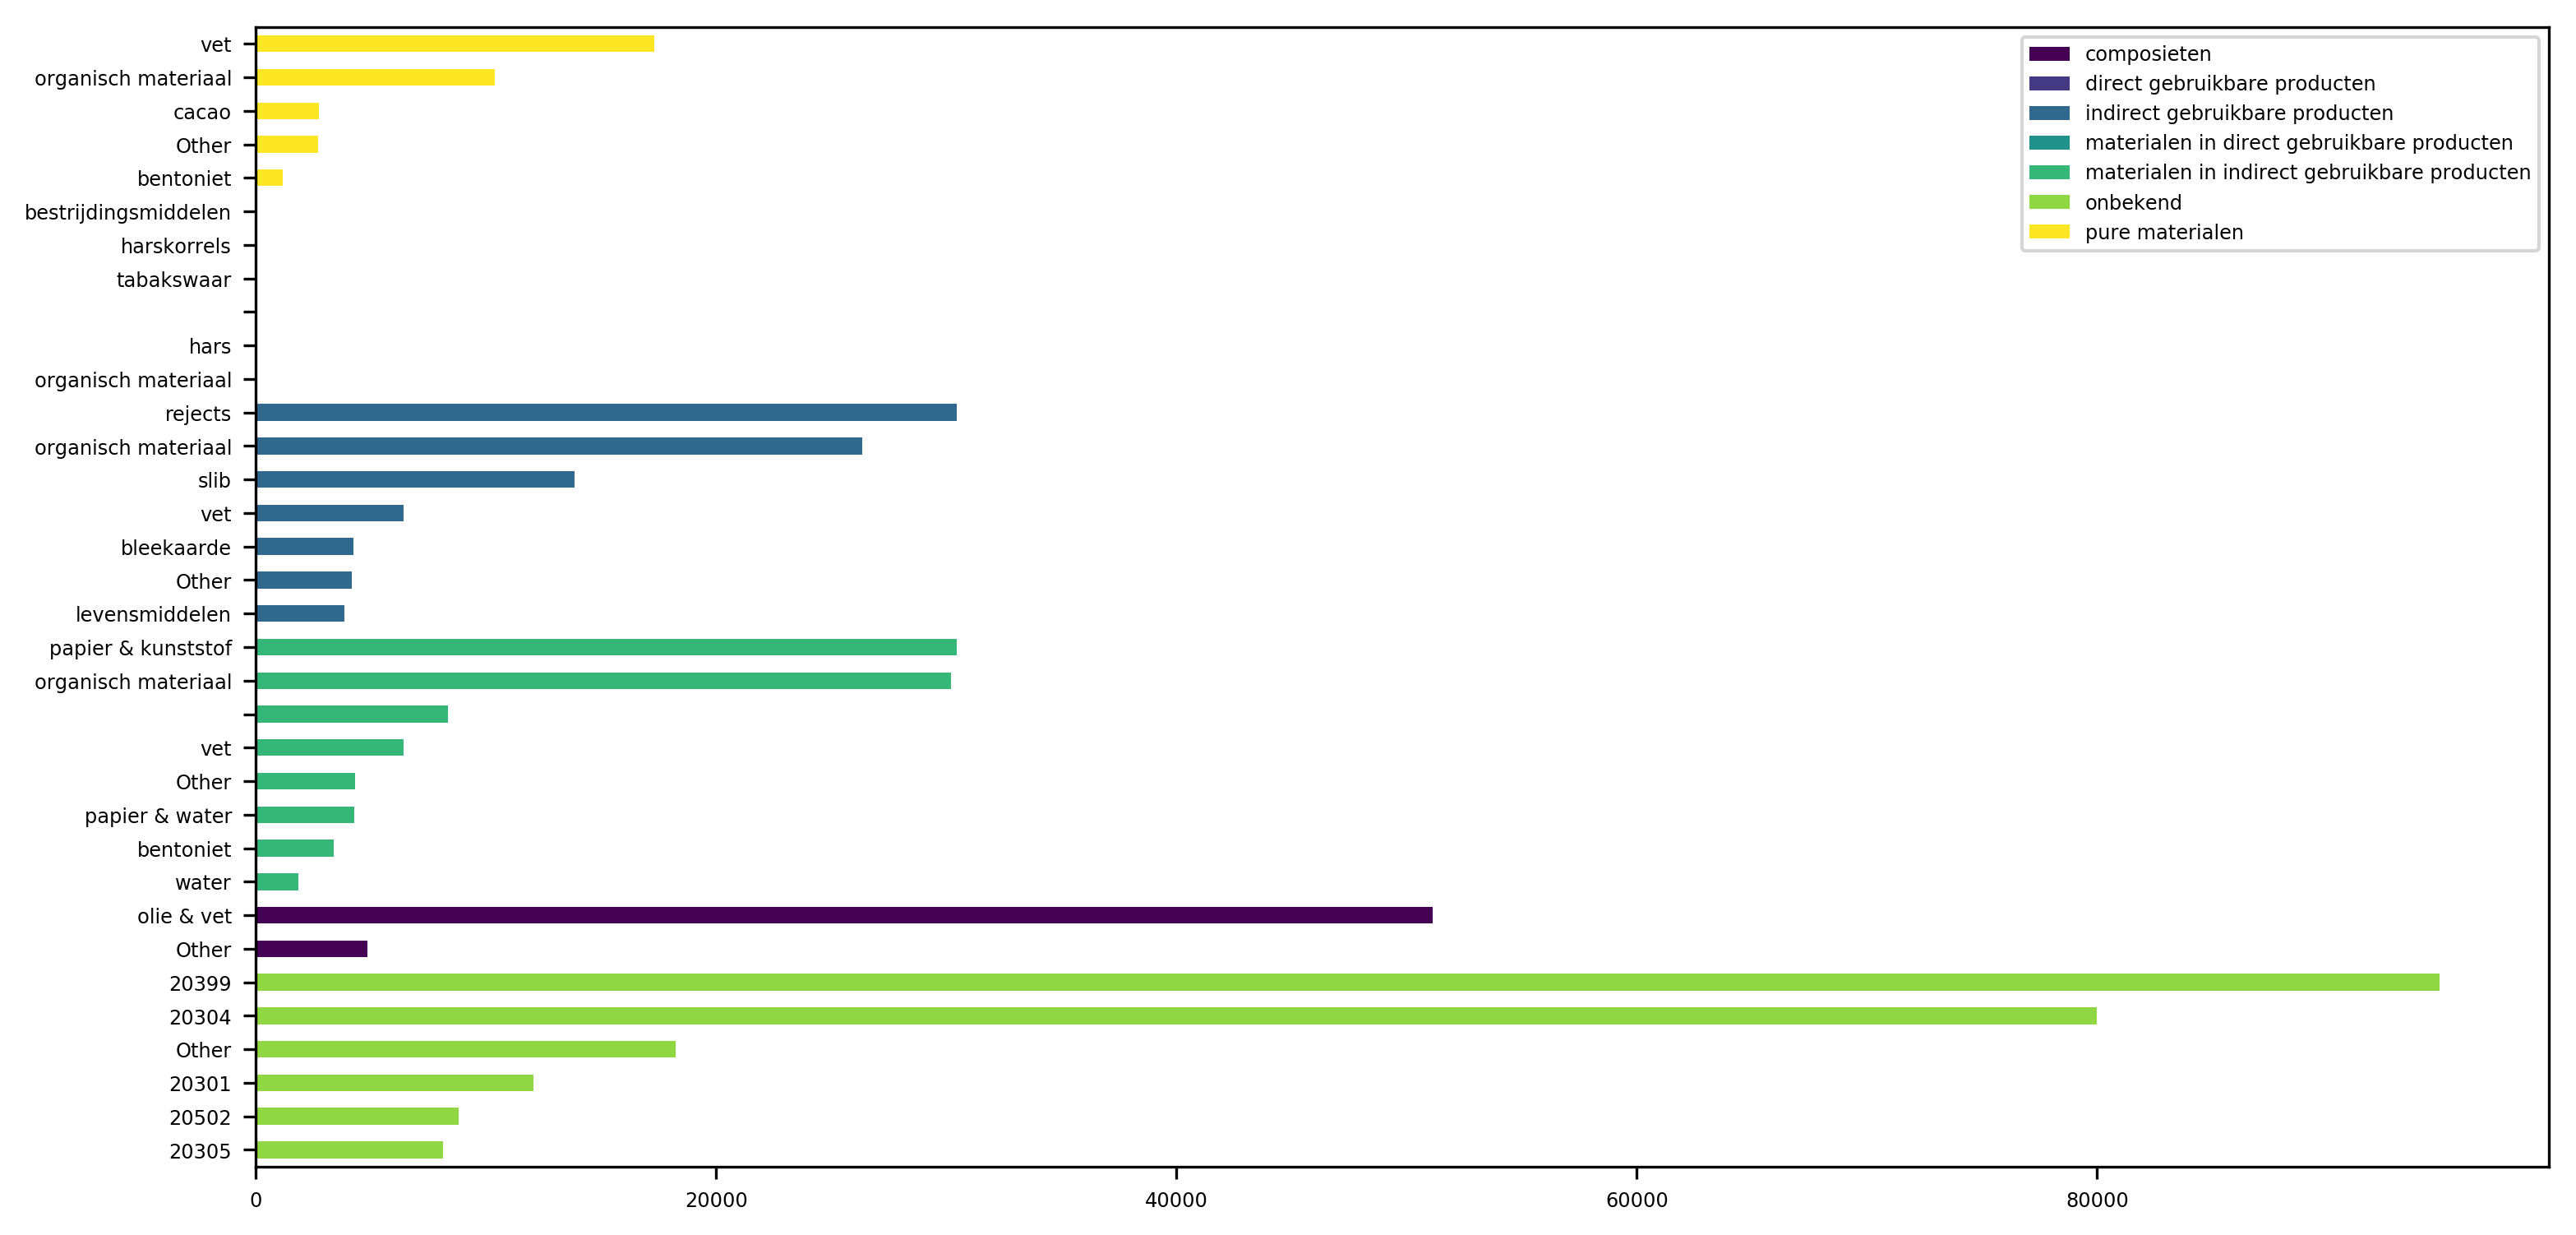 vet
organisch materiaal
cacao
Other
bentoniet
bestrijdingsmiddelen
harskorrels
tabakswaar
hars
organisch materiaal
rejects
organisch materiaal
slib
vet
bleekaarde
Other
levensmiddelen
papier & kunststof
organisch materiaal
vet
Other
papier & water
bentoniet
water
olie & vet
Other
20399
20304
Other
20301
20502
20305
0 20000 40000 60000 80000
composieten
direct gebruikbare producten
indirect gebruikbare producten
materialen in direct gebruikbare producten
materialen in indirect gebruikbare producten
onbekend
pure materialen